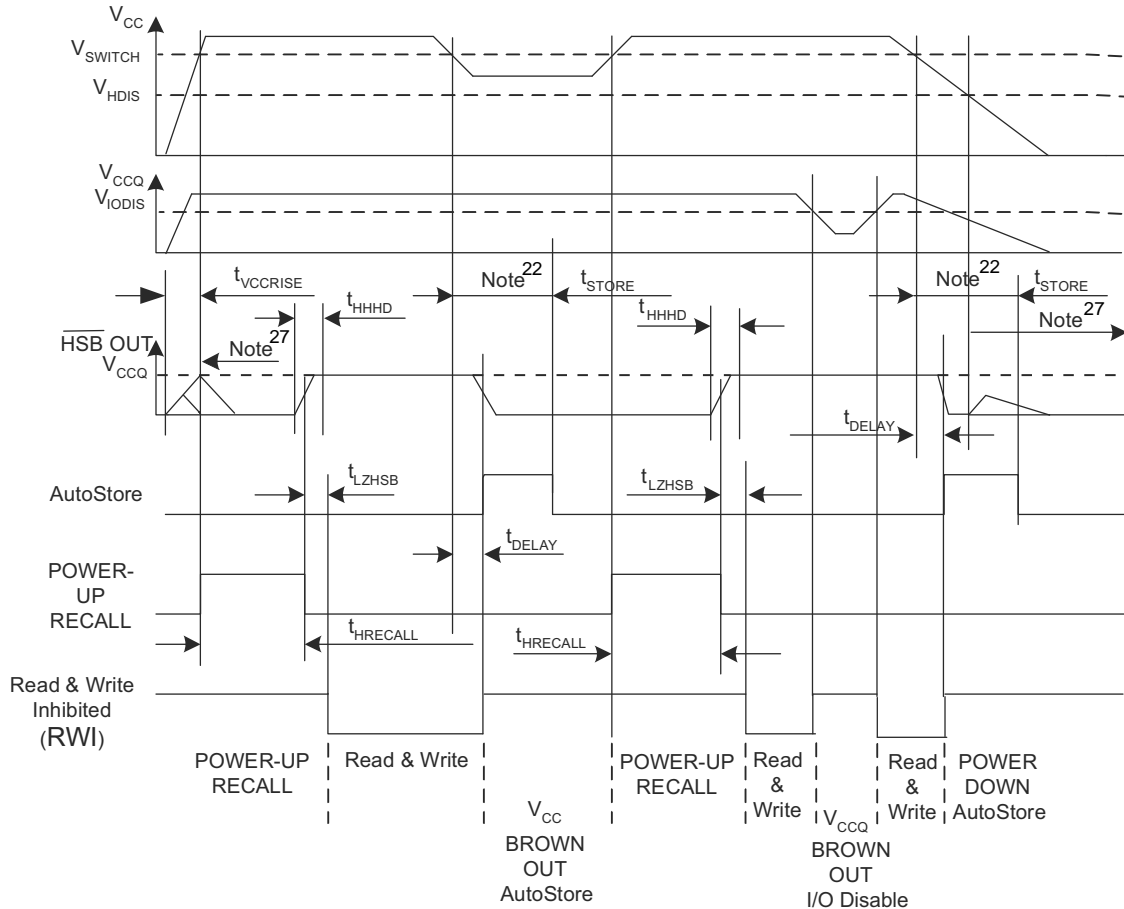 VCC
VSWITCH
VHDIS
VCCQ
VIODIS
tVCCRISE
Note22
tSTORE
Note22
tSTORE
tHHHD
tHHHD
Note27
HSB OUT
Note27
VCCQ
tDELAY
tLZHSB
tLZHSB
AutoStore
tDELAY
POWER-
UP
RECALL
tHRECALL
tHRECALL
Read & Write
Inhibited
(RWI)
POWER-UP
RECALL
Read & Write
VCC
BROWN
OUT
AutoStore
POWER-UP
RECALL
Read
&
Write
VCCQ
BROWN
OUT
I/O Disable
Read
&
Write
POWER
DOWN
AutoStore